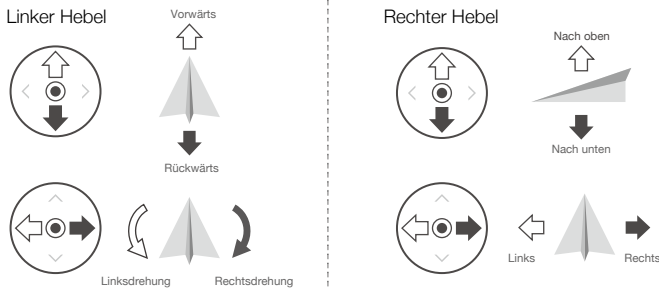 Linker Hebel
Vorwärts
Rückwärts
Linksdrehung
Rechtsdrehung
Rechter Hebel
Nach oben
Nach unten
Links
Rechts